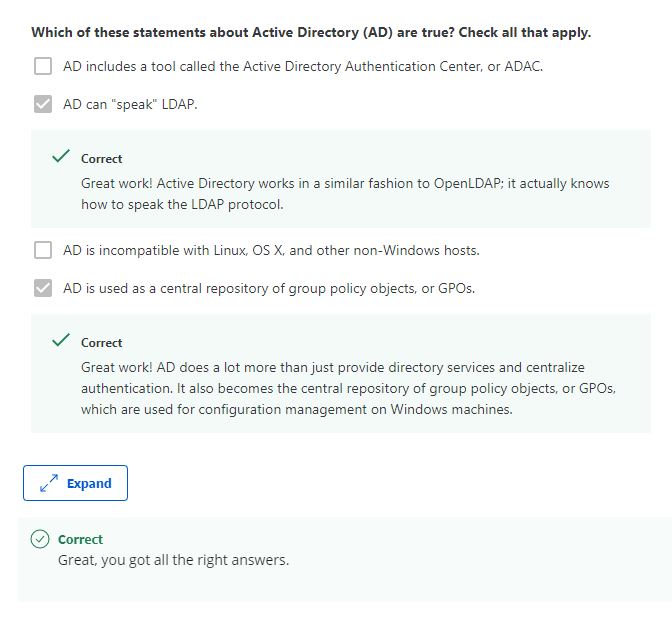 Which of these statements about Active Directory (AD) are true? Check all that apply.
AD includes a tool called the Active Directory Authentication Center, or ADAC.
AD can "speak" LDAP.
Correct
Great work! Active Directory works in a similar fashion to OpenLDAP; it actually knows
how to speak the LDAP protocol.
AD is incompatible with Linux, OS X, and other non-Windows hosts.
AD is used as a central repository of group policy objects, or GPOs.
Correct
Great work! AD does a lot more than just provide directory services and centralize
authentication. It also becomes the central repository of group policy objects, or GPOs,
which are used for configuration management on Windows machines.
Expand
Correct
Great, you got all the right answers.